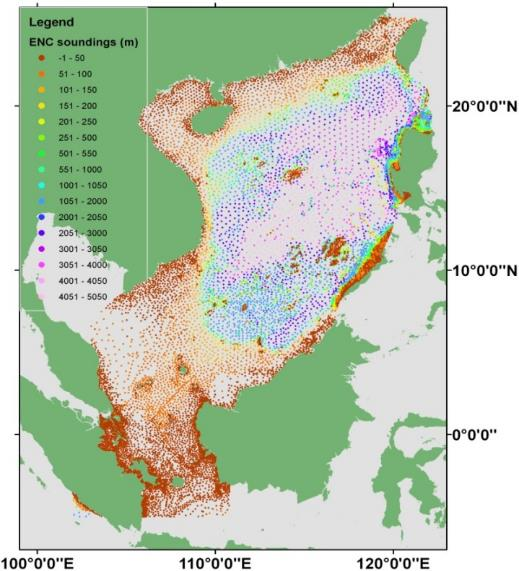 Legend
ENC soundings (m)
-1 - 50
51 - 100
101 - 150
151 - 200
201 - 250
251 - 500
501 - 550
551 - 1000
1001 - 1050
1051 - 2000
2001 - 2050
2051 - 3000
3001 - 3050
3051 - 4000
4001 - 4050
4051 - 5050
20°0'0"N
10°0'0"N
0°0'0"
100°0'0"E
110°0'0"E
120°0'0"E